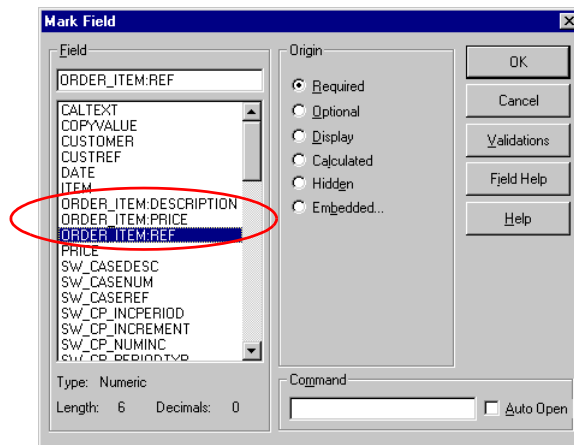 Mark Field
Field
ORDER_ITEM:REF
CALTEXT
COPYVALUE
CUSTOMER
CUSTREF
DATE
ITEM
ORDER_ITEM:DESCRIPTION
ORDER_ITEM:PRICE
ORDER_ITEM:REF
PRICE
SW_CASEDESC
SW_CASENUM
SW_CASEREF
SW_CP_INCPERIOD
SW_CP_INCREMENT
SW_CP_NUMINC
SW_CP_PERIODTYP
Type: Numeric
Length: 6 Decimals: 0
Origin
Required
Optional
Display
Calculated
Hidden
Embedded...
Command
Auto Open
OK
Cancel
Validations
Field Help
Help